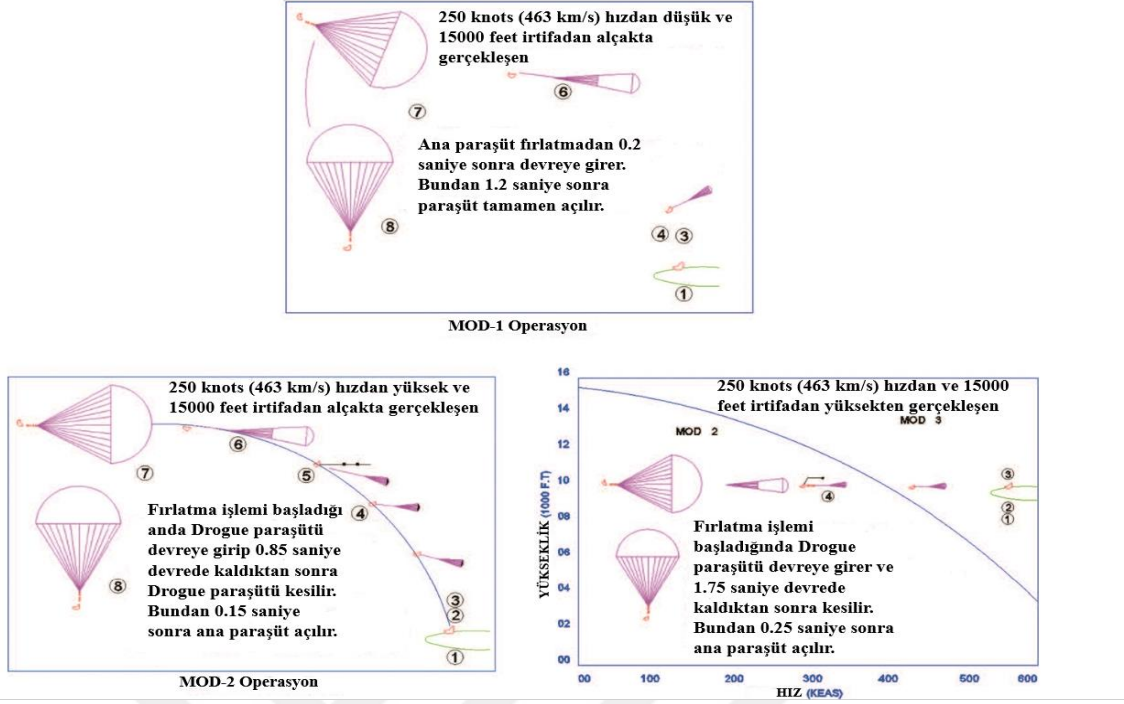 250 knots (463 km/s) hızdan düşük ve
15000 feet irtifadan alçakta
gerçekleşen
6
7
Ana paraşüt fırlatmadan 0.2
saniye sonra devreye girer.
Bundan 1.2 saniye sonra
paraşüt tamamen açılır.
8
4 3
1
MOD-1 Operasyon
250 knots (463 km/s) hızdan yüksek ve
15000 feet irtifadan alçakta gerçekleşen
6
7
5
4
Fırlatma işlemi başladığı
anda Drogue paraşütü
devreye girip 0.85 saniye
devrede kaldıktan sonra
Drogue paraşütü kesilir.
Bundan 0.15 saniye
sonra ana paraşüt açılır.
8
3
2
1
MOD-2 Operasyon
250 knots (463 km/s) hızdan ve 15000
feet irtifadan yüksekten gerçekleşen
MOD 2
MOD 3
YÜKSEKLİK (1000 F.T)
16
14
12
10
08
06
04
02
00
4
3
2
1
Fırlatma işlemi
başladığında Drogue
paraşütü devreye girer ve
1.75 saniye devrede
kaldıktan sonra kesilir.
Bundan 0.25 saniye sonra
ana paraşüt açılır.
00 100 200 300 400 500 600
HIZ (KEAS)